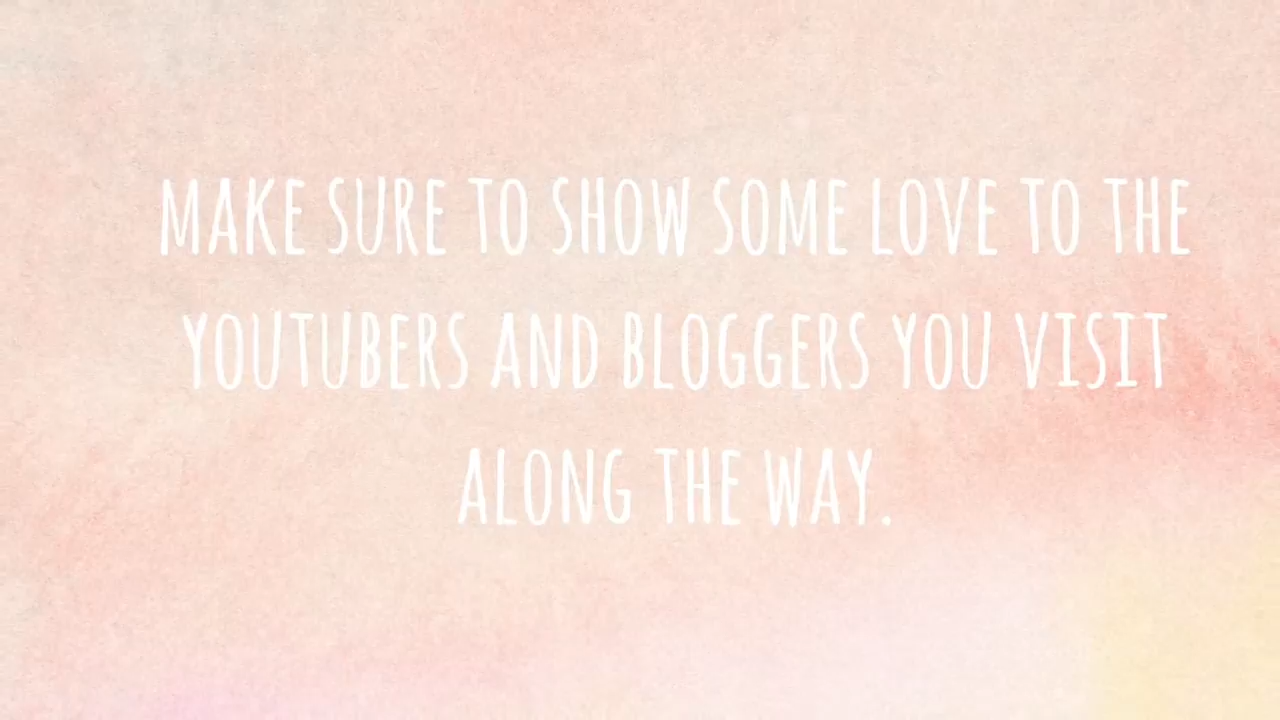 MAKE SURE TO SHOW SOME LOVE TO THE
YOUTUBERS AND BLOGGERS YOU VISIT
ALONG THE WAY.